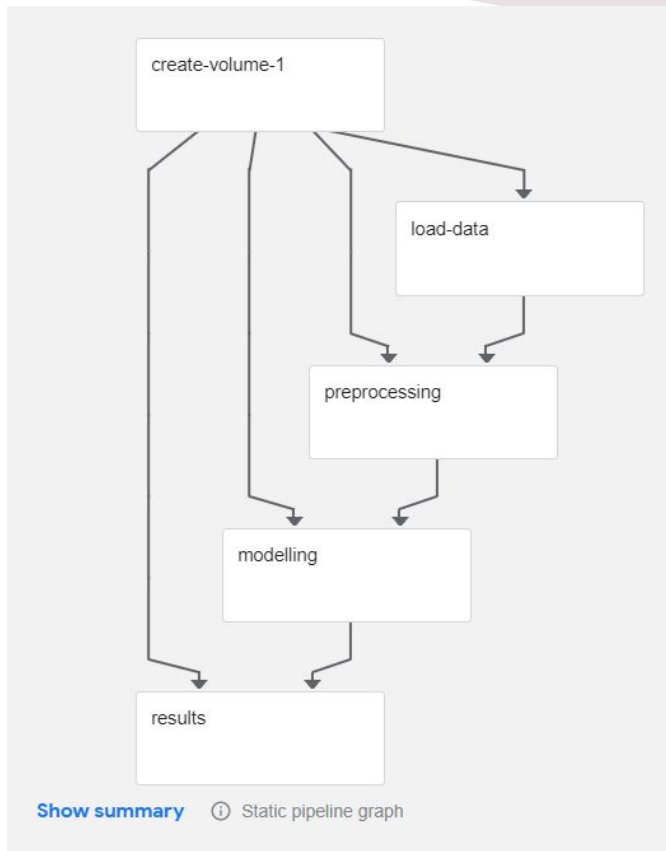 create-volume-1
load-data
preprocessing
modelling
results
Show summary Static pipeline graph